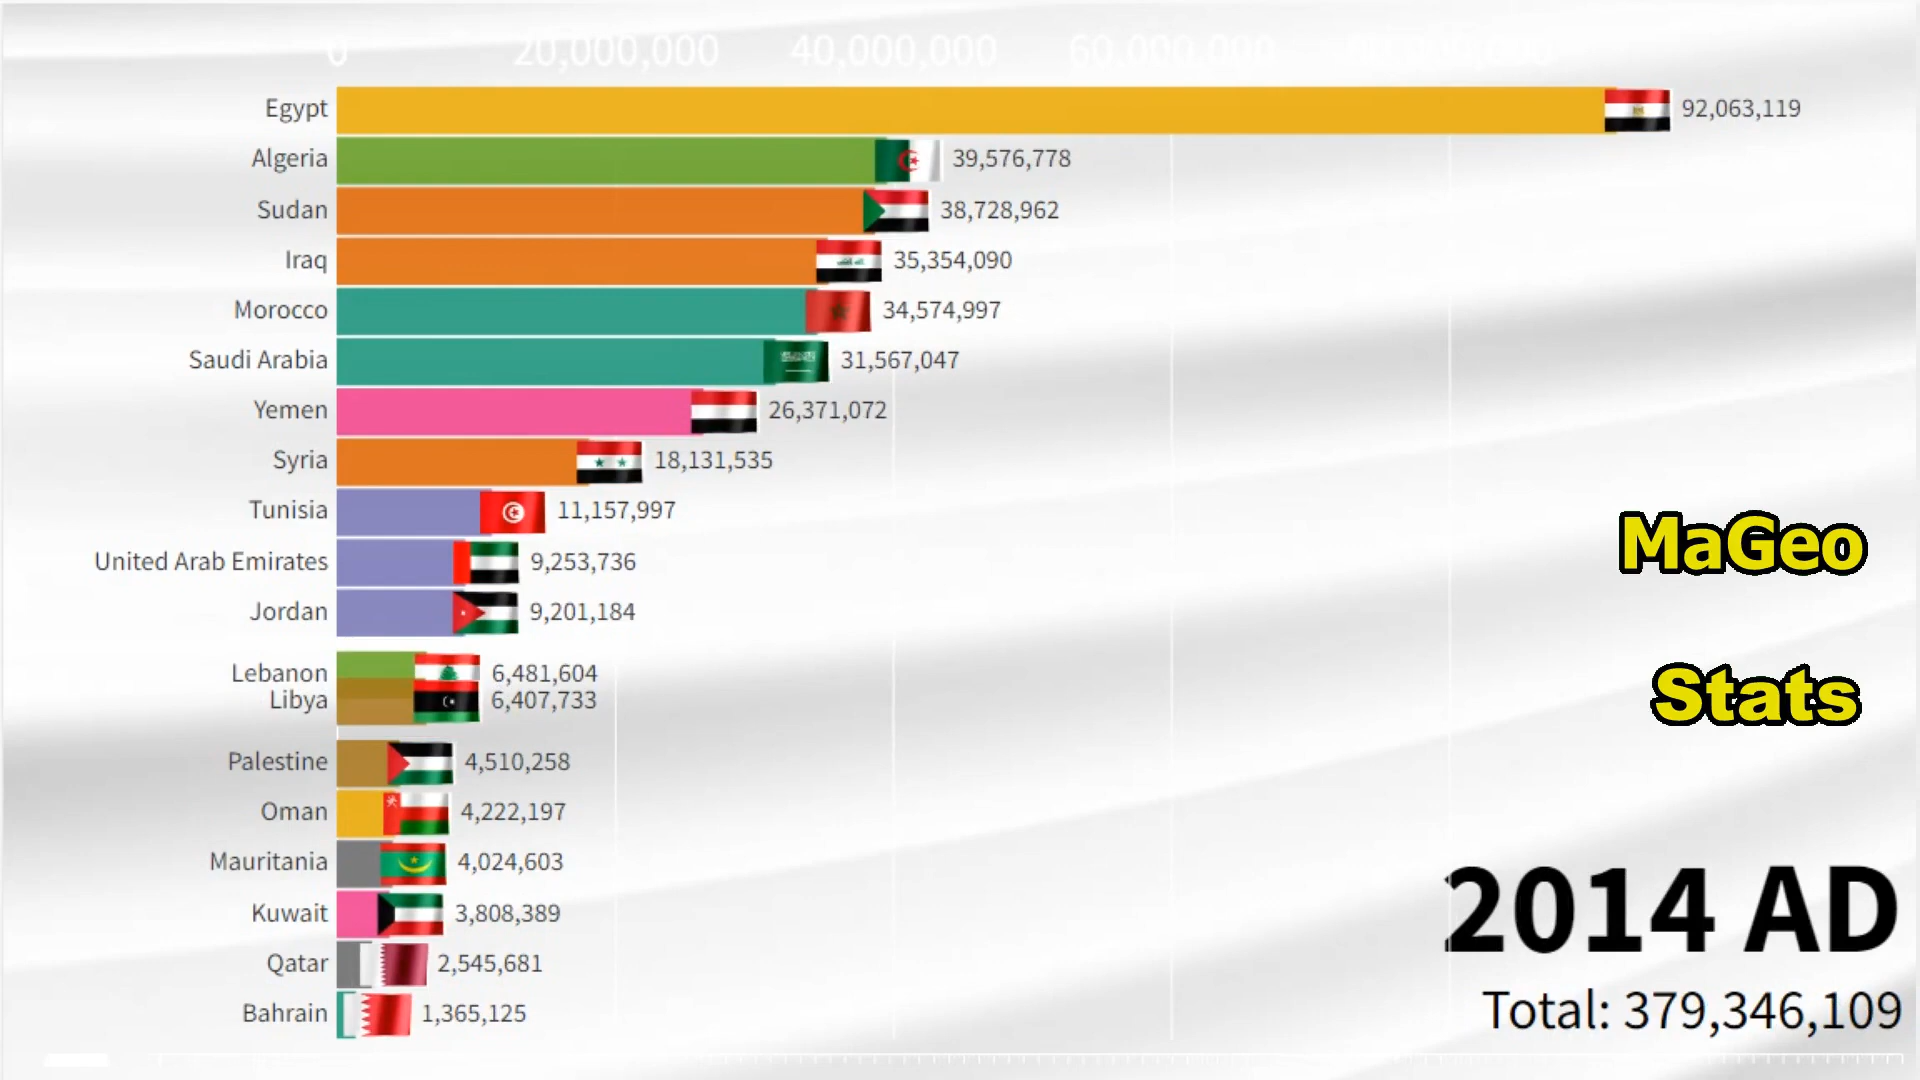 0 20,000,000 40,000,000 60,000,000
Egypt 92,063,119
Algeria 39,576,778
Sudan 38,728,962
Iraq 35,354,090
Morocco 34,574,997
Saudi Arabia 31,567,047
Yemen 26,371,072
Syria 18,131,535
Tunisia 11,157,997
United Arab Emirates 9,253,736
Jordan 9,201,184
Lebanon 6,481,604
Libya 6,407,733
Palestine 4,510,258
Oman 4,222,197
Mauritania 4,024,603
Kuwait 3,808,389
Qatar 2,545,681
Bahrain 1,365,125
MaGeo
Stats
2014 AD
Total: 379,346,109